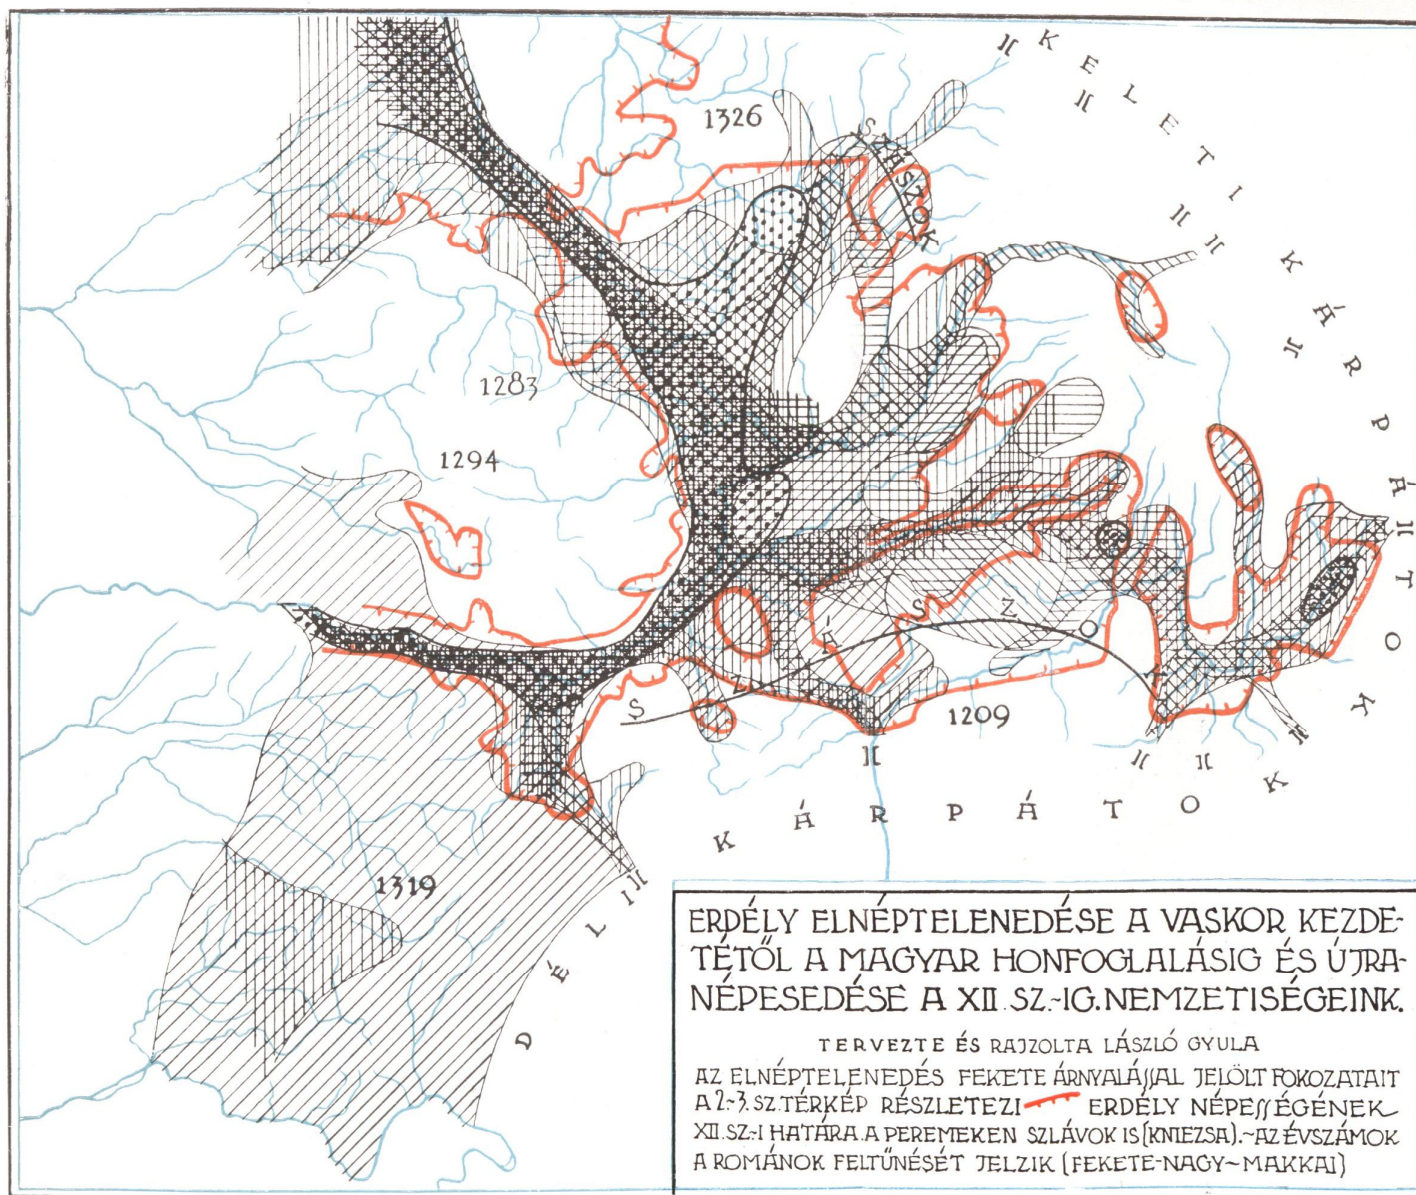 KELETI KÁRPÁTOK
1326
SZÁSZOK
1283
1294
SZÁSZOK
1209
DÉLI KÁRPÁTOK
1319
ERDÉLY ELNÉPTELENEDÉSE A VASKOR KEZDE-
TÉTŐL A MAGYAR HONFOGLALÁSIG ÉS ÚJRA-
NÉPESEDÉSE A XII. SZ.-IG. NEMZETISÉGEINK.
TERVEZTE ÉS RAJZOLTA LÁSZLÓ GYULA
AZ ELNÉPTELENEDÉS FEKETE ÁRNYALÁSSAL JELÖLT FOKOZATAIT
A 2-3. SZ. TÉRKÉP RÉSZLETEZI ERDÉLY NÉPESSÉGÉNEK
XII. SZ-I HATÁRA. A PEREMEKEN SZLÁVOK IS (KNIEZSA).~AZ ÉVSZÁMOK
A ROMÁNOK FELTŰNÉSÉT JELZIK (FEKETE-NAGY~MAKKAI)